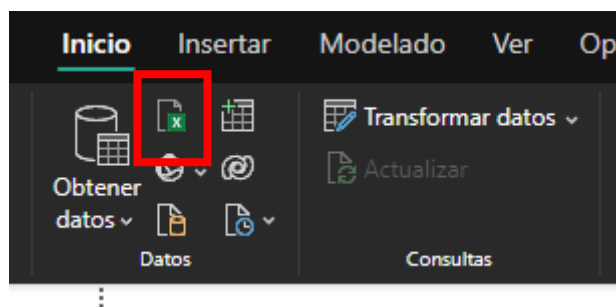 Inicio Insertar Modelado Ver Op
Obtener
datos
Transformar datos
Actualizar
Datos
Consultas